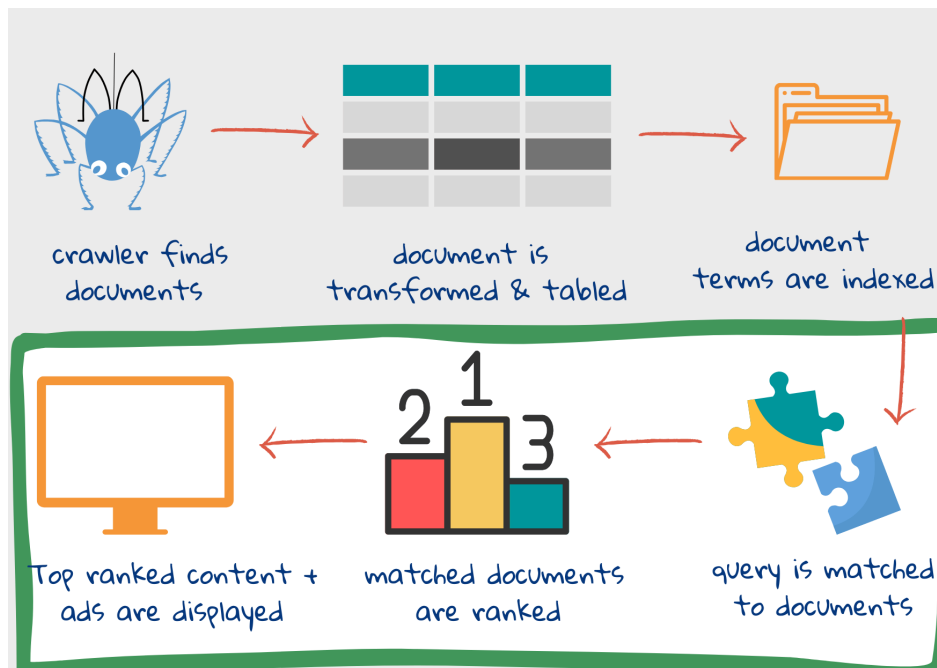 crawler finds
documents
document is
transformed & tabled
document
terms are indexed
2
1
3
Top ranked content +
ads are displayed
matched documents
are ranked
query is matched
to documents